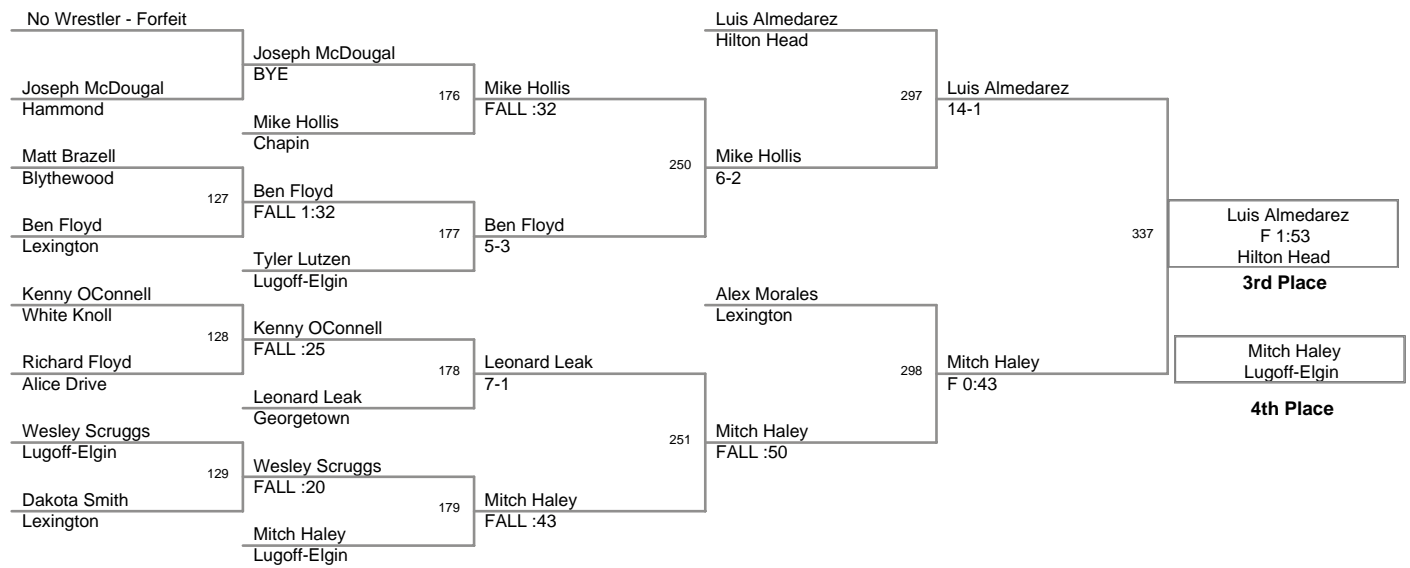 No Wrestler - Forfeit
Joseph McDougal
Hammond
Matt Brazell
Blythewood
127
Ben Floyd
Lexington
Kenny OConnell
White Knoll
128
Richard Floyd
Alice Drive
Wesley Scruggs
Lugoff-Elgin
129
Dakota Smith
Lexington
Joseph McDougal
BYE
176
Mike Hollis
Chapin
Ben Floyd
FALL 1:32
177
Tyler Lutzen
Lugoff-Elgin
Kenny OConnell
FALL :25
178
Leonard Leak
Georgetown
Wesley Scruggs
FALL :20
179
Mitch Haley
Lugoff-Elgin
Mike Hollis
FALL :32
250
Ben Floyd
5-3
Leonard Leak
7-1
251
Mitch Haley
FALL :43
Luis Almedarez
Hilton Head
297
Mike Hollis
6-2
Alex Morales
Lexington
298
Mitch Haley
FALL :50
Luis Almedarez
14-1
337
Mitch Haley
F 0:43
Luis Almedarez
F 1:53
Hilton Head
3rd Place
Mitch Haley
Lugoff-Elgin
4th Place